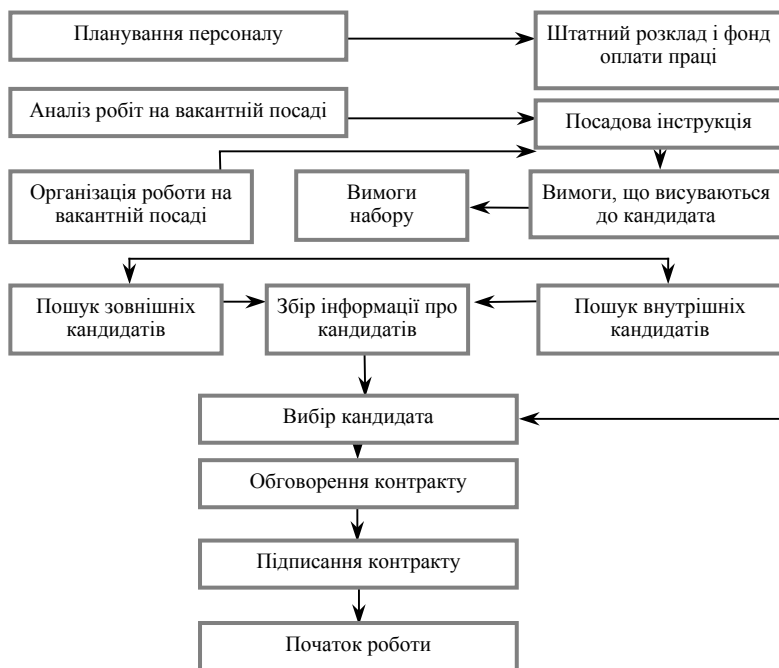 Планування персоналу
Штатний розклад і фонд
оплати праці
Аналіз робіт на вакантній посаді
Посадова інструкція
Організація роботи на
вакантній посаді
Вимоги
набору
Вимоги, що висуваються
до кандидата
Пошук зовнішніх
кандидатів
Збір інформації про
кандидатів
Пошук внутрішніх
кандидатів
Вибір кандидата
Обговорення контракту
Підписання контракту
Початок роботи